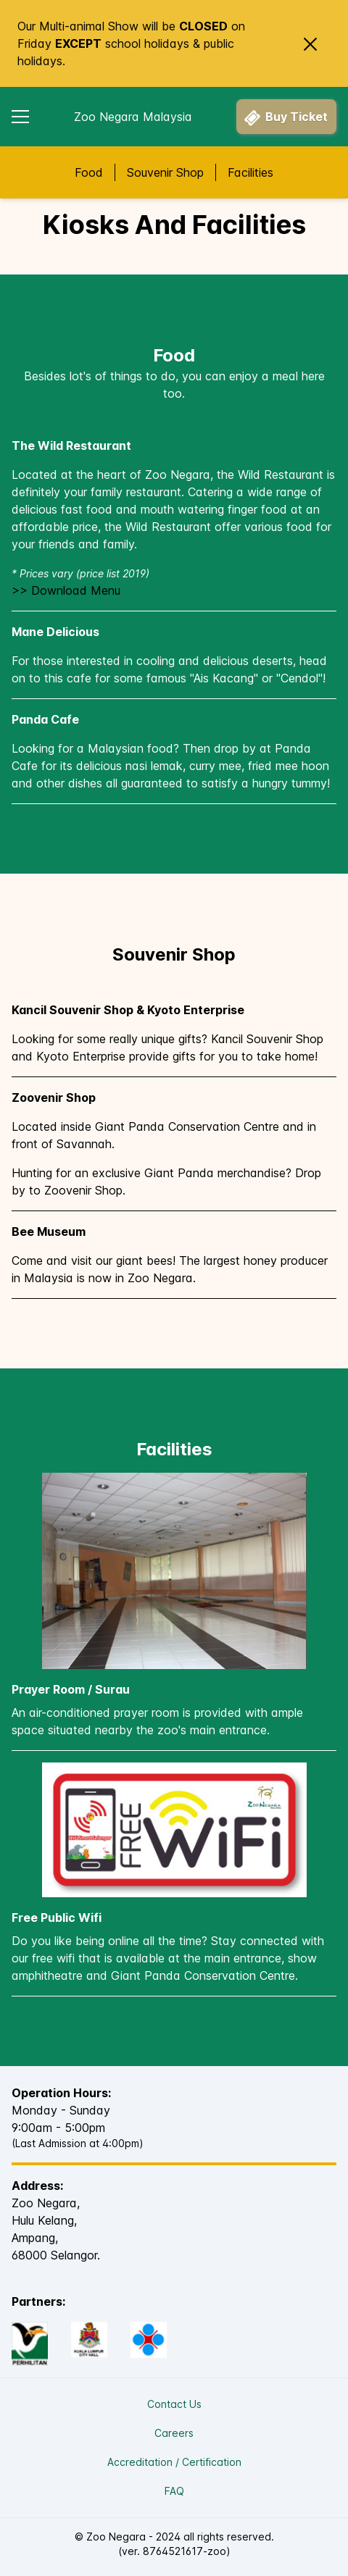 Our Multi-animal Show will be CLOSED on
Friday EXCEPT school holidays & public
holidays.
Zoo Negara Malaysia
Buy Ticket
Food
Souvenir Shop
Facilities
Kiosks And Facilities
Food
Besides lot's of things to do, you can enjoy a meal here
too.
The Wild Restaurant
Located at the heart of Zoo Negara, the Wild Restaurant is
definitely your family restaurant. Catering a wide range of
delicious fast food and mouth watering finger food at an
affordable price, the Wild Restaurant offer various food for
your friends and family.
* Prices vary (price list 2019)
>> Download Menu
Mane Delicious
For those interested in cooling and delicious deserts, head
on to this cafe for some famous "Ais Kacang" or "Cendol"!
Panda Cafe
Looking for a Malaysian food? Then drop by at Panda
Cafe for its delicious nasi lemak, curry mee, fried mee hoon
and other dishes all guaranteed to satisfy a hungry tummy!
Souvenir Shop
Kancil Souvenir Shop & Kyoto Enterprise
Looking for some really unique gifts? Kancil Souvenir Shop
and Kyoto Enterprise provide gifts for you to take home!
Zoovenir Shop
Located inside Giant Panda Conservation Centre and in
front of Savannah.
Hunting for an exclusive Giant Panda merchandise? Drop
by to Zoovenir Shop.
Bee Museum
Come and visit our giant bees! The largest honey producer
in Malaysia is now in Zoo Negara.
Facilities
Prayer Room / Surau
An air-conditioned prayer room is provided with ample
space situated nearby the zoo's main entrance.
FREE
WiFi
ZOO NEGARA
Free Public Wifi
Do you like being online all the time? Stay connected with
our free wifi that is available at the main entrance, show
amphitheatre and Giant Panda Conservation Centre.
Operation Hours:
Monday - Sunday
9:00am - 5:00pm
(Last Admission at 4:00pm)
Address:
Zoo Negara,
Hulu Kelang,
Ampang,
68000 Selangor.
Partners:
PERHILITAN
KUALA LUMPUR
CITY HALL
Contact Us
Careers
Accreditation / Certification
FAQ
© Zoo Negara - 2024 all rights reserved.
(ver. 8764521617-zoo)